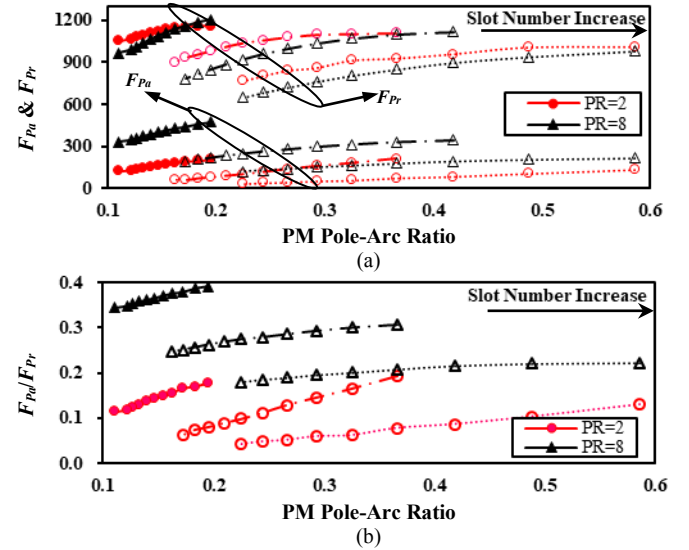 (a)
1200
900
600
300
0
F_Pa & F_Pr
Slot Number Increase
F_Pa
F_Pr
PR=2
PR=8
0.1 0.2 0.3 0.4 0.5 0.6
PM Pole-Arc Ratio
(a)
0.4
0.3
0.2
0.1
0.0
F_Pa/F_Pr
Slot Number Increase
PR=2
PR=8
0.1 0.2 0.3 0.4 0.5 0.6
PM Pole-Arc Ratio
(b)